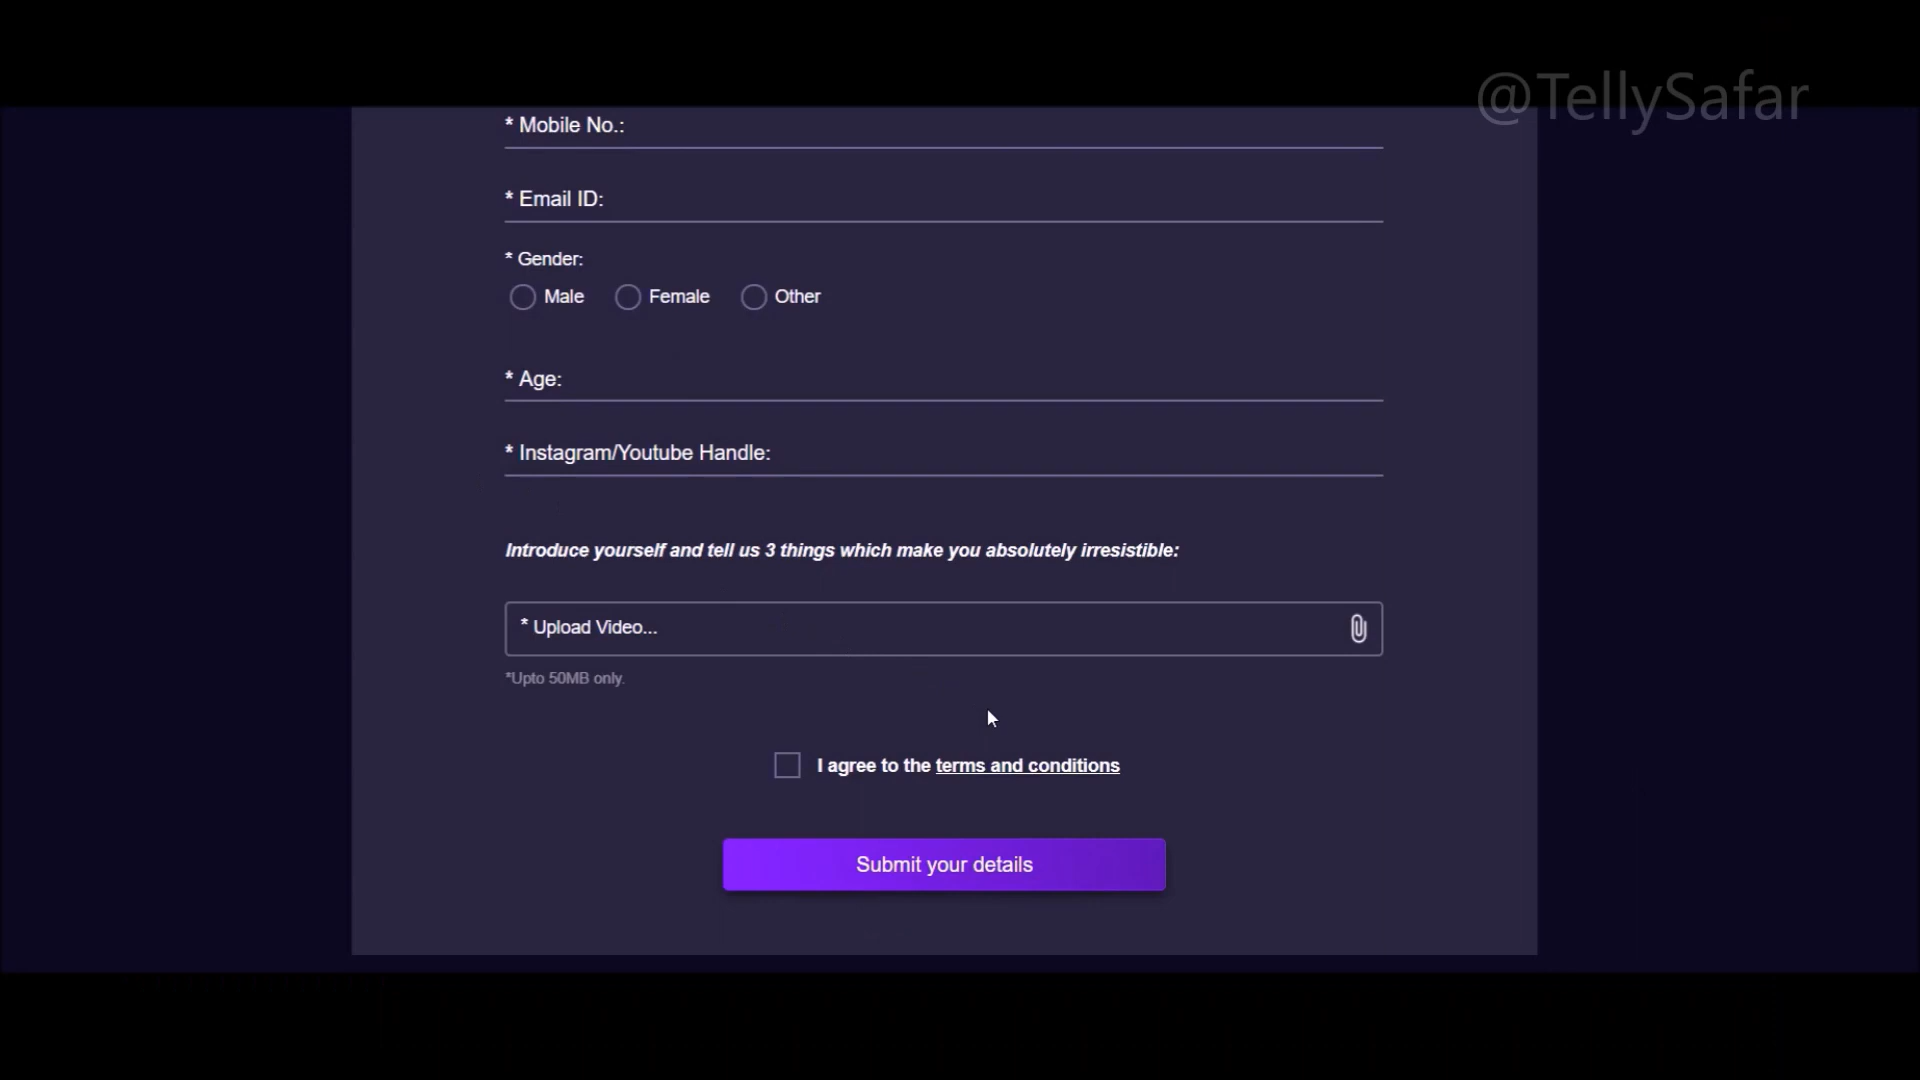 @TellySafar
* Mobile No.:
* Email ID:
* Gender:
Male Female Other
* Age:
* Instagram/Youtube Handle:
Introduce yourself and tell us 3 things which make you absolutely irresistible:
* Upload Video...
*Upto 50MB only.
I agree to the terms and conditions
Submit your details